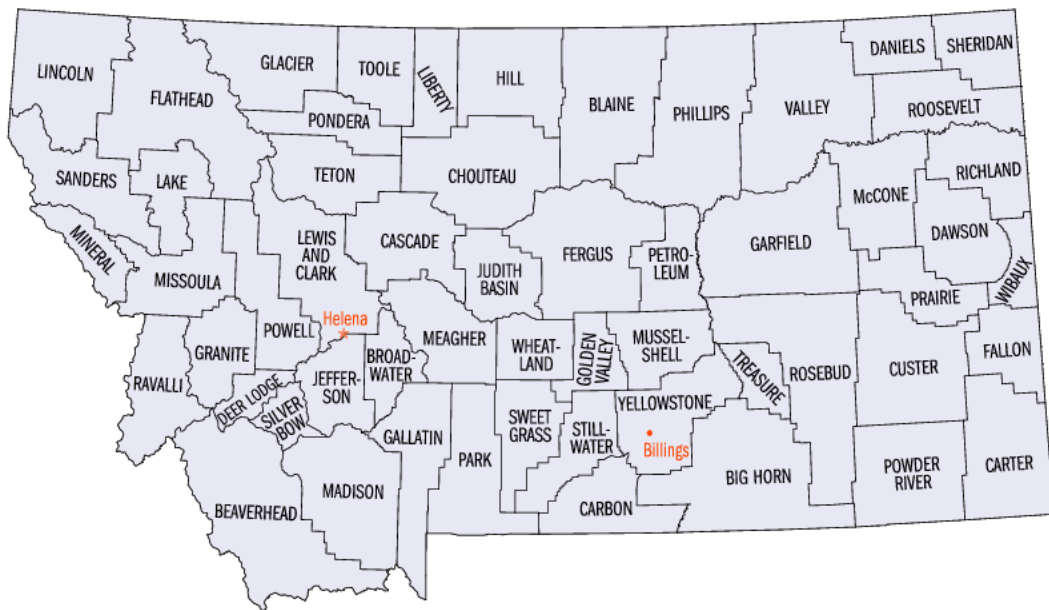 LINCOLN
FLATHEAD
GLACIER
TOOLE
LIBERTY
HILL
BLAINE
PHILLIPS
VALLEY
DANIELS
SHERIDAN
ROOSEVELT
PONDERA
TETON
CHOUTEAU
SANDERS
LAKE
McCONE
RICHLAND
DAWSON
WIBAUX
MINERAL
MISSOULA
LEWIS
AND
CLARK
CASCADE
JUDITH
BASIN
FERGUS
PETRO-
LEUM
GARFIELD
PRAIRIE
Helena
POWELL
GRANITE
RAVALLI
DEER LODGE
SILVER
BOW
JEFFER-
SON
BROAD-
WATER
MEAGHER
WHEAT-
LAND
GOLDEN
VALLEY
MUSSEL-
SHELL
TREASURE
ROSEBUD
CUSTER
FALLON
GALLATIN
PARK
SWEET
GRASS
STILL-
WATER
YELLOWSTONE
Billings
BIG HORN
POWDER
RIVER
CARTER
BEAVERHEAD
MADISON
CARBON